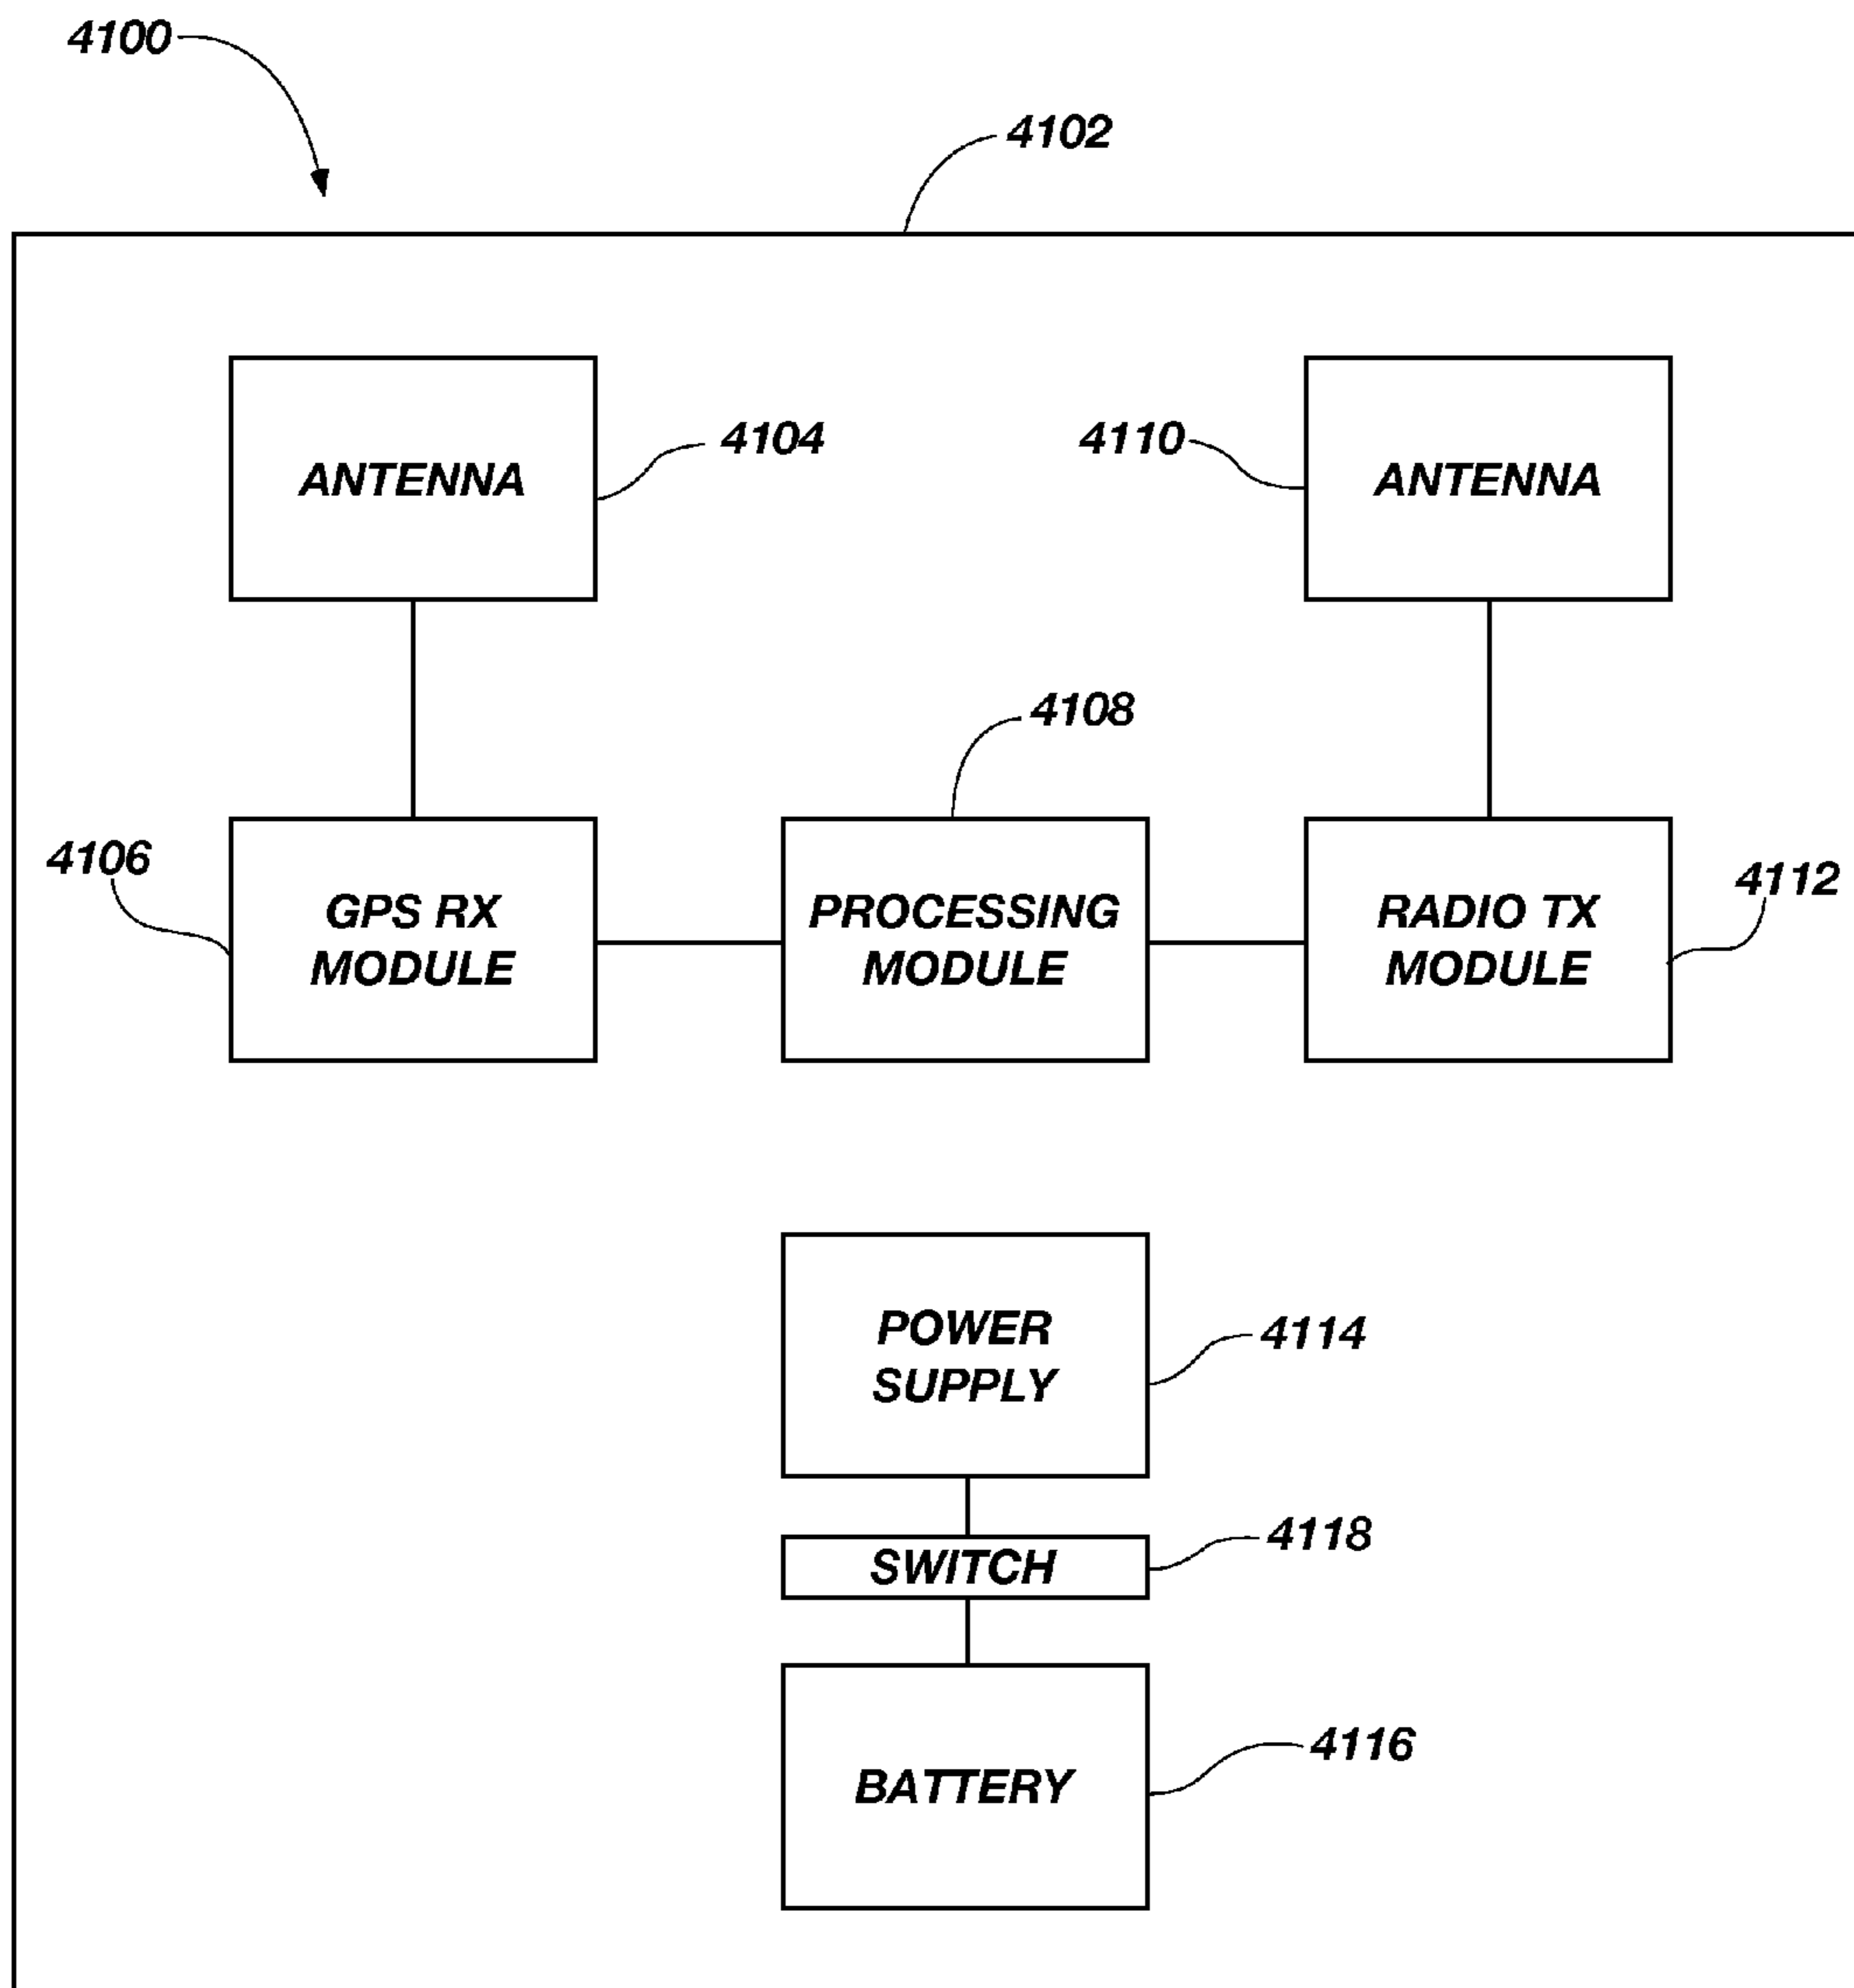 4100
4102
ANTENNA
4104
4110
ANTENNA
4108
4106
GPS RX
MODULE
PROCESSING
MODULE
RADIO TX
MODULE
4112
POWER
SUPPLY
4114
SWITCH
4118
BATTERY
4116